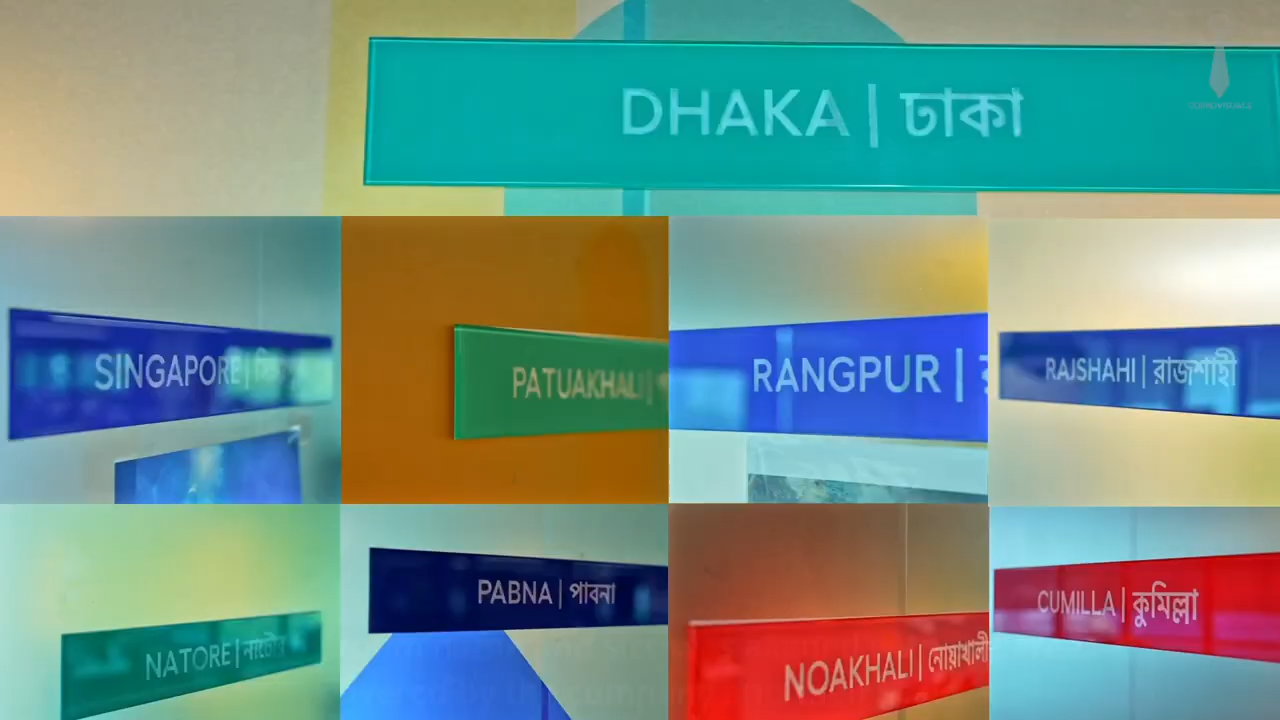 DHAKA | ঢাকা
SINGAPORE |
PATUAKHALI |
RANGPUR |
RAJSHAHI | রাজশাহী
NATORE | নাটোর
PABNA | পাবনা
NOAKHALI | নোয়াখালী
CUMILLA | কুমিল্লা